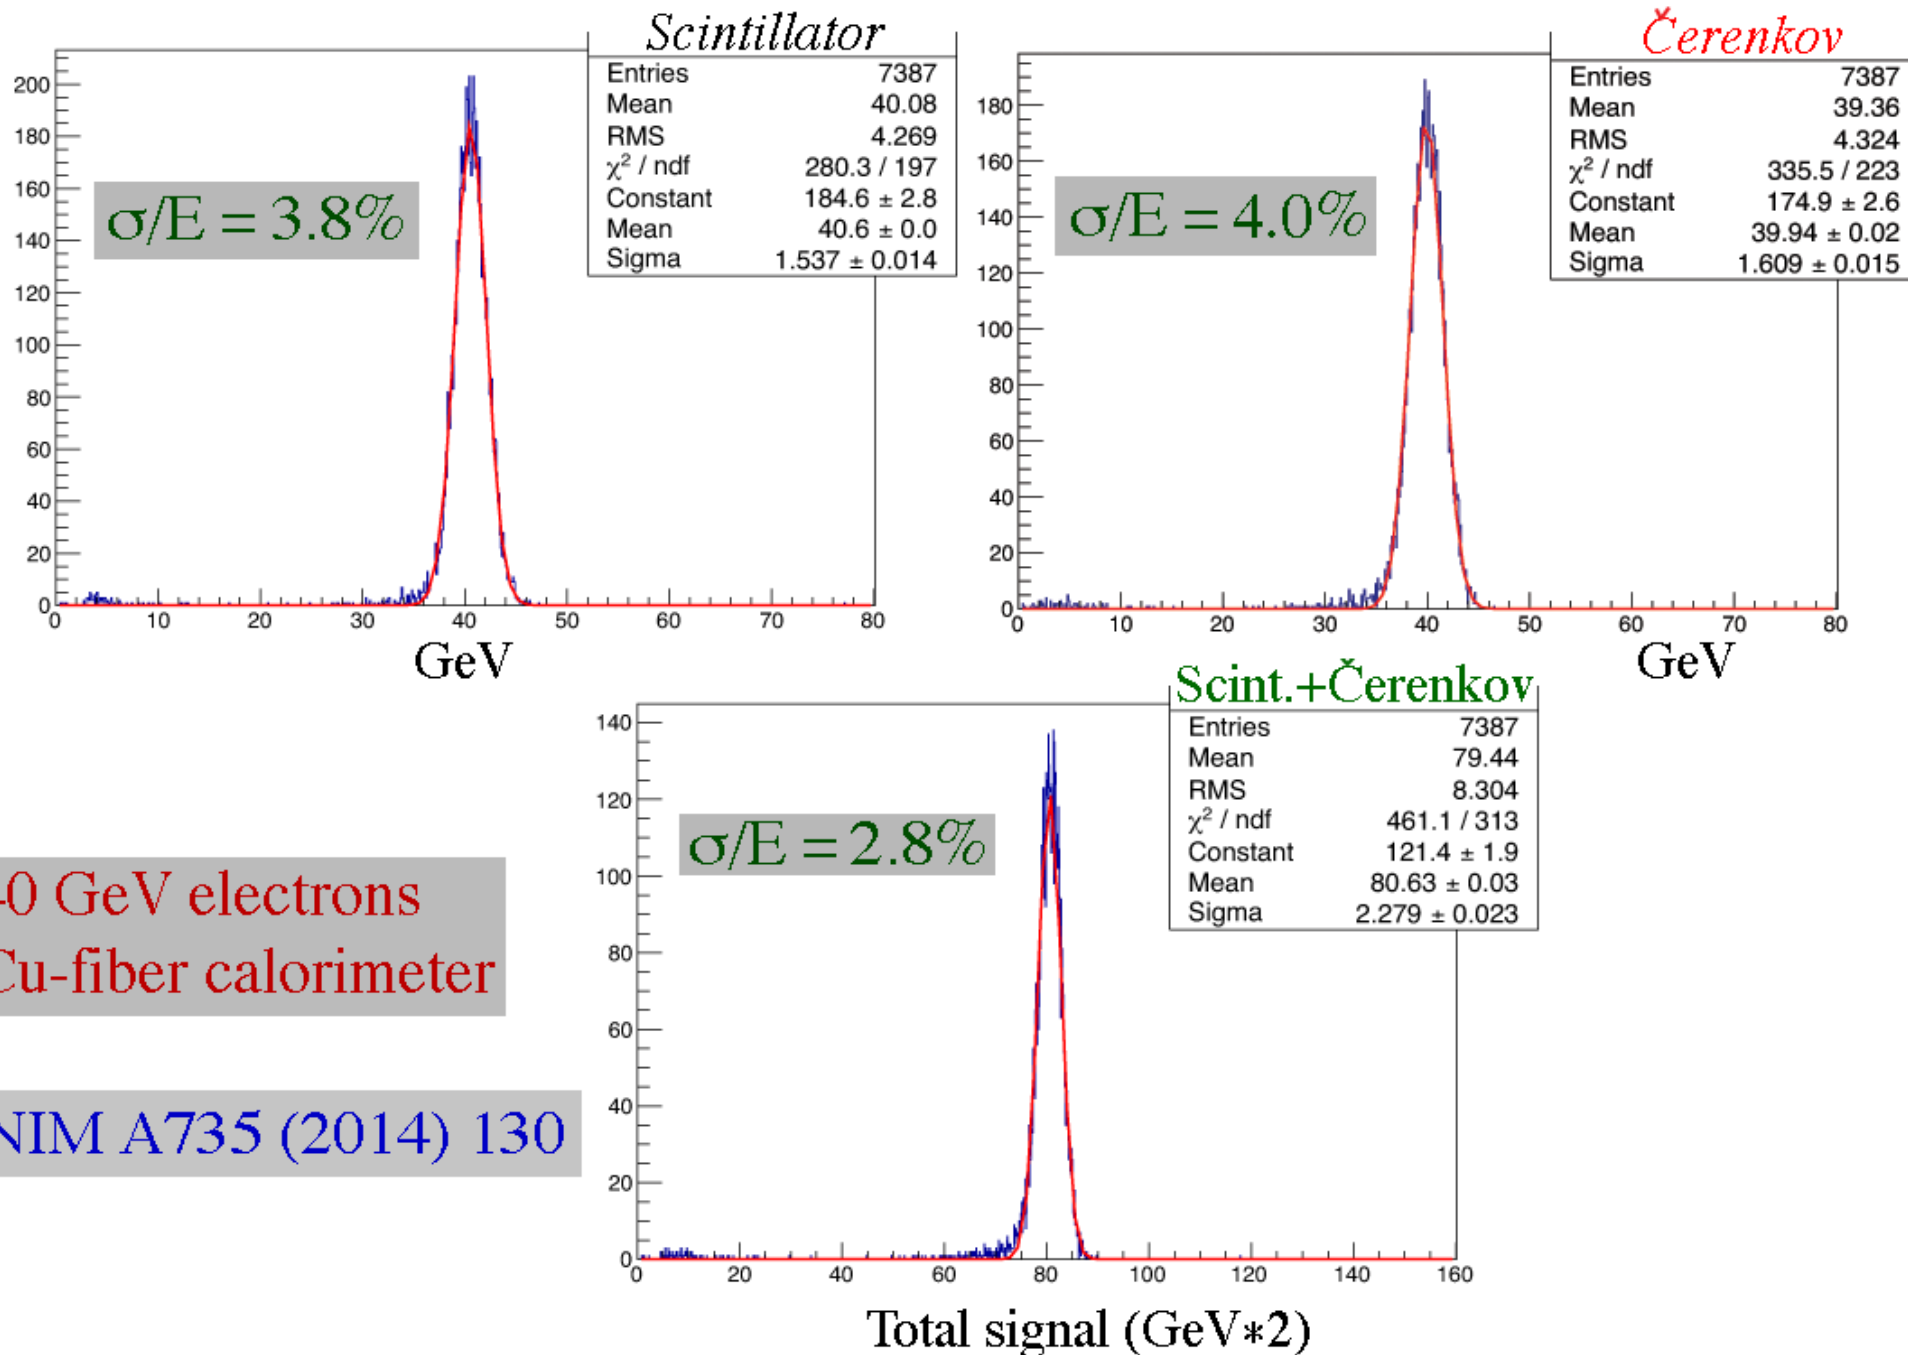 Scintillator
Entries 7387
Mean 40.08
RMS 4.269
χ² / ndf 280.3 / 197
Constant 184.6 ± 2.8
Mean 40.6 ± 0.0
Sigma 1.537 ± 0.014
σ/E = 3.8%
200
180
160
140
120
100
80
60
40
20
0
0 10 20 30 40 50 60 70 80
GeV
Čerenkov
Entries 7387
Mean 39.36
RMS 4.324
χ² / ndf 335.5 / 223
Constant 174.9 ± 2.6
Mean 39.94 ± 0.02
Sigma 1.609 ± 0.015
σ/E = 4.0%
180
160
140
120
100
80
60
40
20
0
0 10 20 30 40 50 60 70 80
GeV
Scint.+Čerenkov
Entries 7387
Mean 79.44
RMS 8.304
χ² / ndf 461.1 / 313
Constant 121.4 ± 1.9
Mean 80.63 ± 0.03
Sigma 2.279 ± 0.023
σ/E = 2.8%
140
120
100
80
60
40
20
0
0 20 40 60 80 100 120 140 160
Total signal (GeV*2)
0 GeV electrons
Cu-fiber calorimeter
NIM A735 (2014) 130